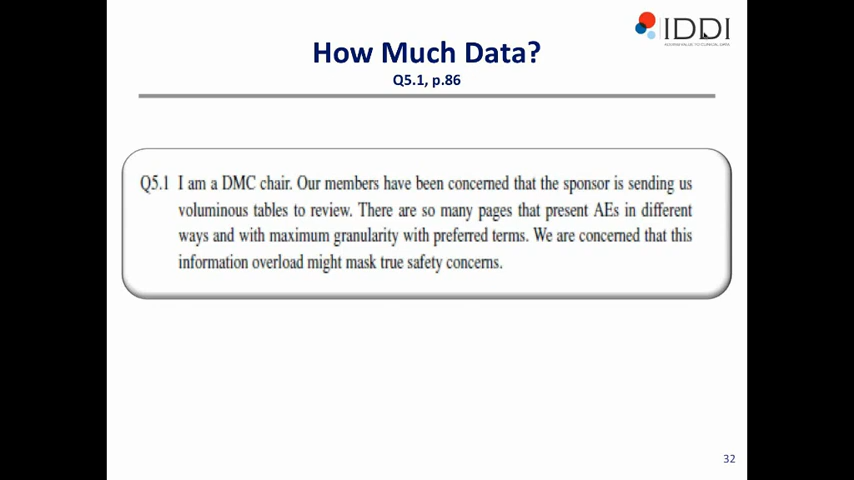 IDDI
How Much Data?
Q5.1, p.86
Q5.1 I am a DMC chair. Our members have been concerned that the sponsor is sending us
voluminous tables to review. There are so many pages that present AEs in different
ways and with maximum granularity with preferred terms. We are concerned that this
information overload might mask true safety concerns.
32